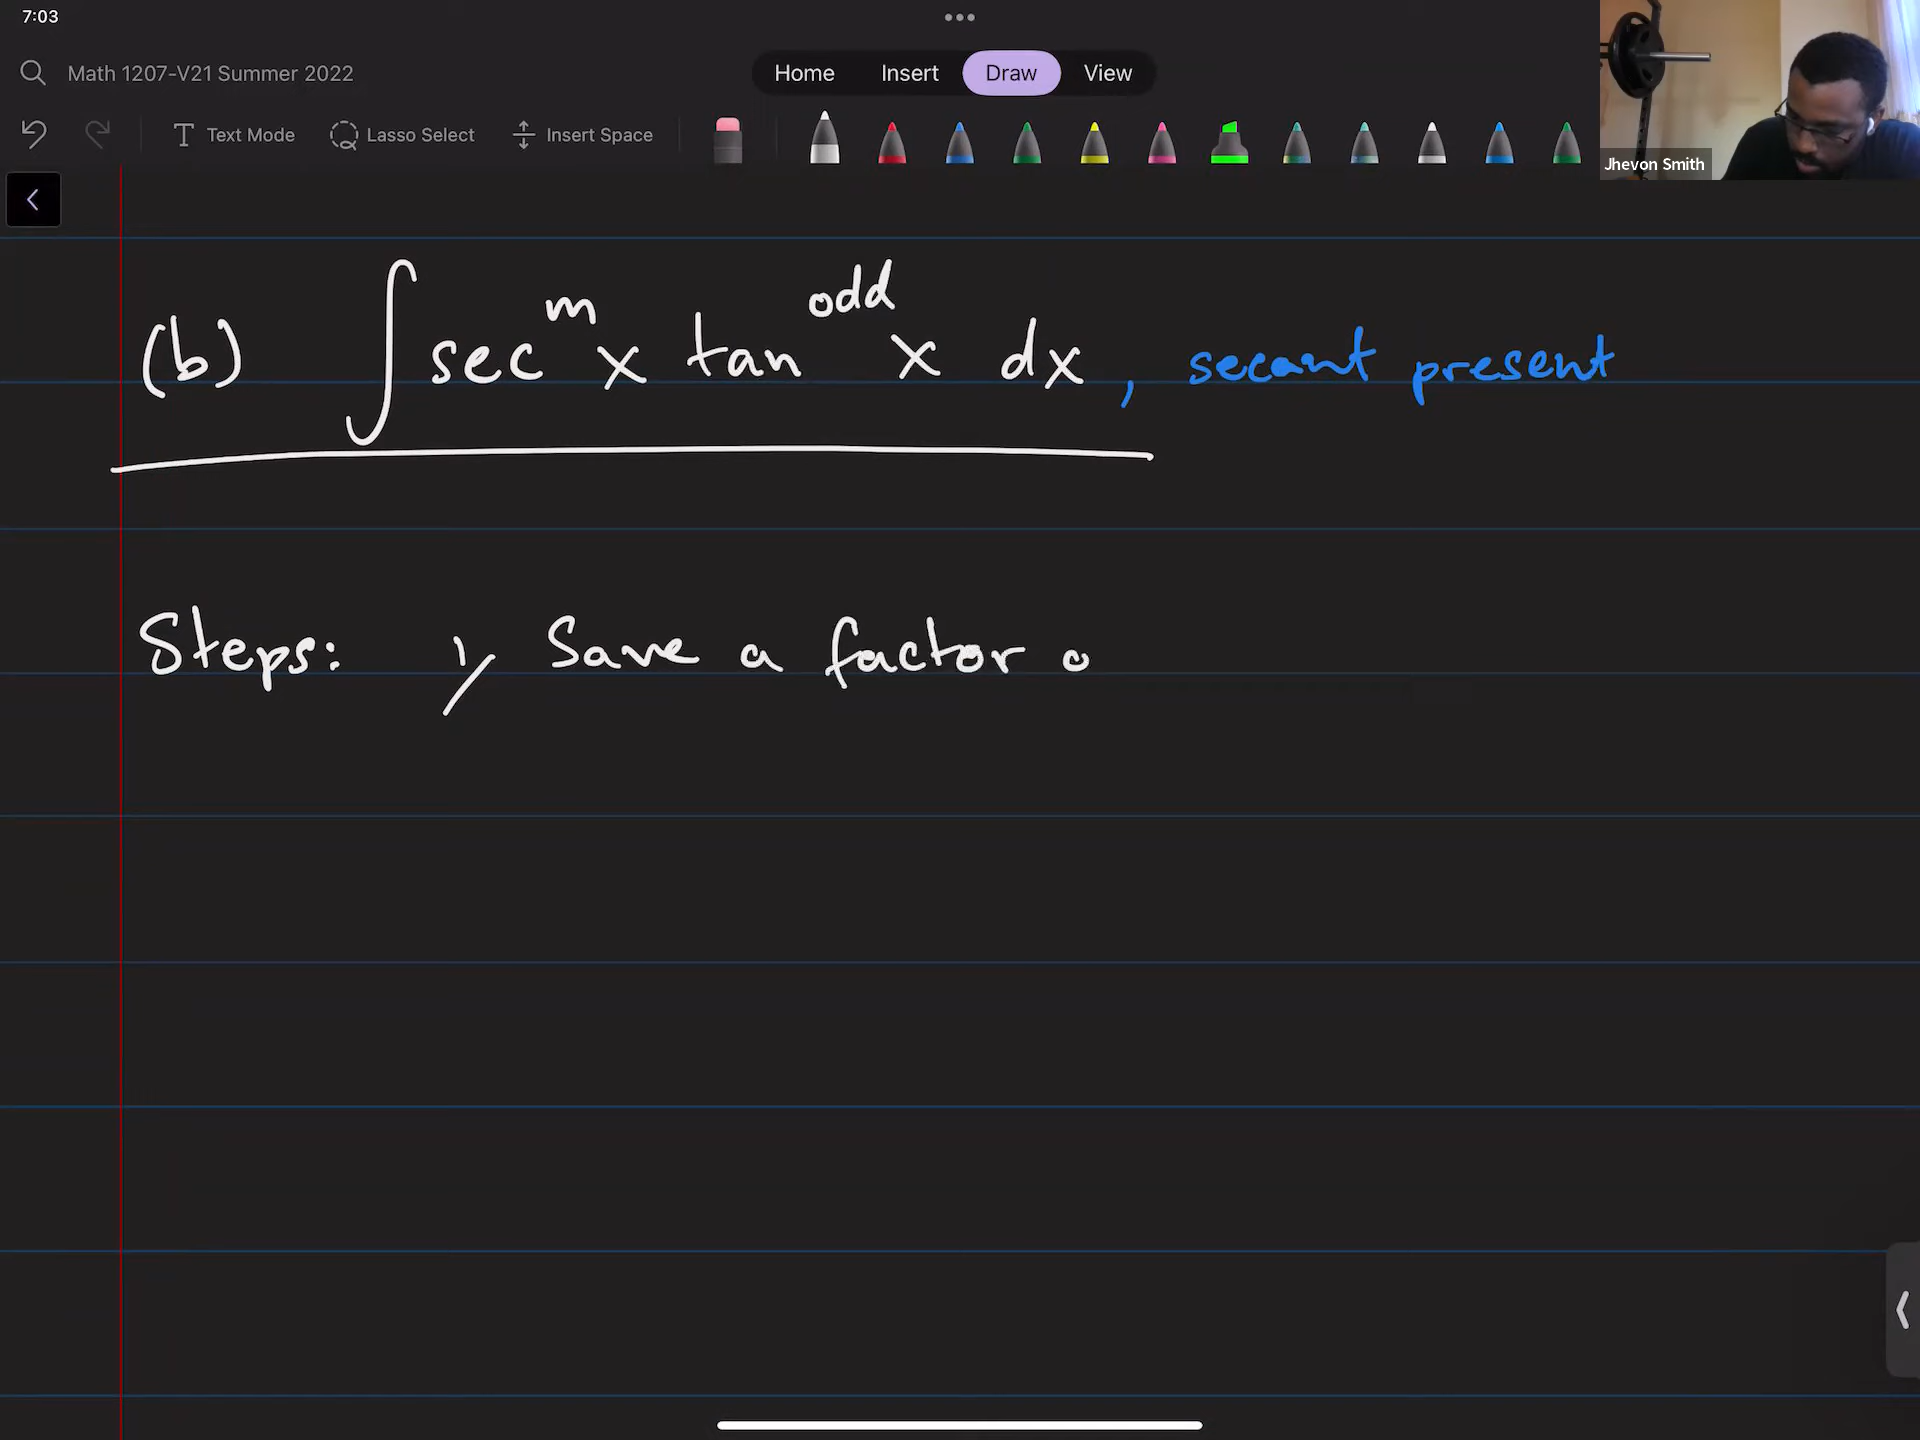 7:03
Math 1207-V21 Summer 2022
Home Insert Draw View
Text Mode Lasso Select Insert Space
Jhevon Smith
(b) ∫ sec^m x tan^odd x dx, secant present
Steps: 1/ Save a factor o